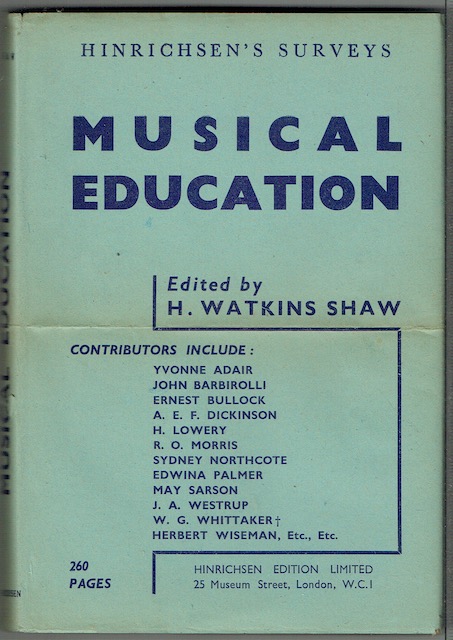 HINRICHSEN'S SURVEYS
MUSICAL
EDUCATION
Edited by
H. WATKINS SHAW
CONTRIBUTORS INCLUDE :
YVONNE ADAIR
JOHN BARBIROLLI
ERNEST BULLOCK
A. E. F. DICKINSON
H. LOWERY
R. O. MORRIS
SYDNEY NORTHCOTE
EDWINA PALMER
MAY SARSON
J. A. WESTRUP
W. G. WHITTAKER†
HERBERT WISEMAN, Etc., Etc.
260
PAGES
HINRICHSEN EDITION LIMITED
25 Museum Street, London, W.C.1
MUSICAL EDUCATION